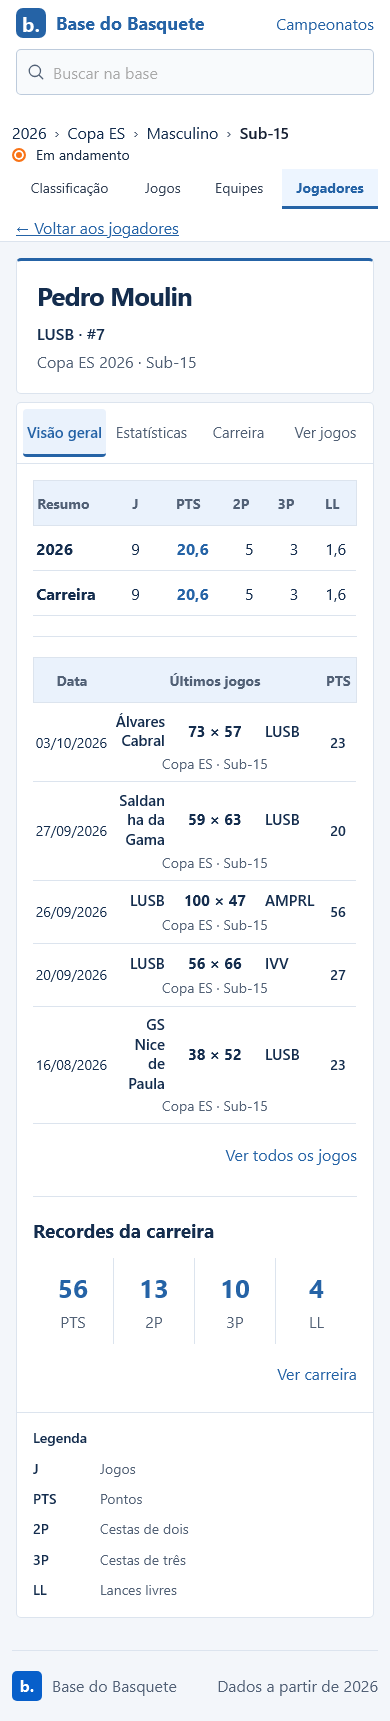 b. Base do Basquete Campeonatos
Buscar na base
2026 › Copa ES › Masculino › Sub-15
Em andamento
Classificação Jogos Equipes Jogadores
← Voltar aos jogadores
Pedro Moulin
LUSB · #7
Copa ES 2026 · Sub-15
Visão geral Estatísticas Carreira Ver jogos
Resumo J PTS 2P 3P LL
2026 9 20,6 5 3 1,6
Carreira 9 20,6 5 3 1,6
Data Últimos jogos PTS
03/10/2026 Álvares Cabral 73 × 57 LUSB 23
Copa ES · Sub-15
27/09/2026 Saldanha da Gama 59 × 63 LUSB 20
Copa ES · Sub-15
26/09/2026 LUSB 100 × 47 AMPRL 56
Copa ES · Sub-15
20/09/2026 LUSB 56 × 66 IVV 27
Copa ES · Sub-15
16/08/2026 GS Nice de Paula 38 × 52 LUSB 23
Copa ES · Sub-15
Ver todos os jogos
Recordes da carreira
56 13 10 4
PTS 2P 3P LL
Ver carreira
Legenda
J Jogos
PTS Pontos
2P Cestas de dois
3P Cestas de três
LL Lances livres
b. Base do Basquete Dados a partir de 2026